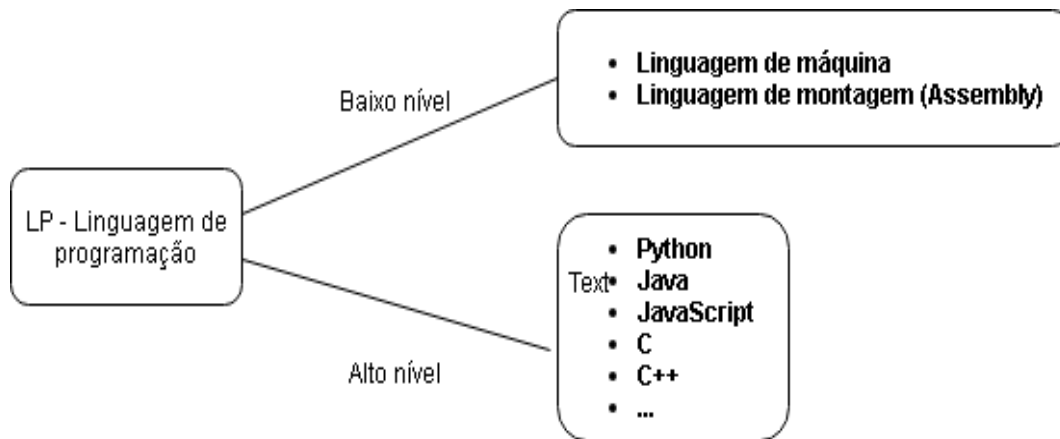 Baixo nível
• Linguagem de máquina
• Linguagem de montagem (Assembly)
LP - Linguagem de
programação
Alto nível
Text
• Python
• Java
• JavaScript
• C
• C++
• ...